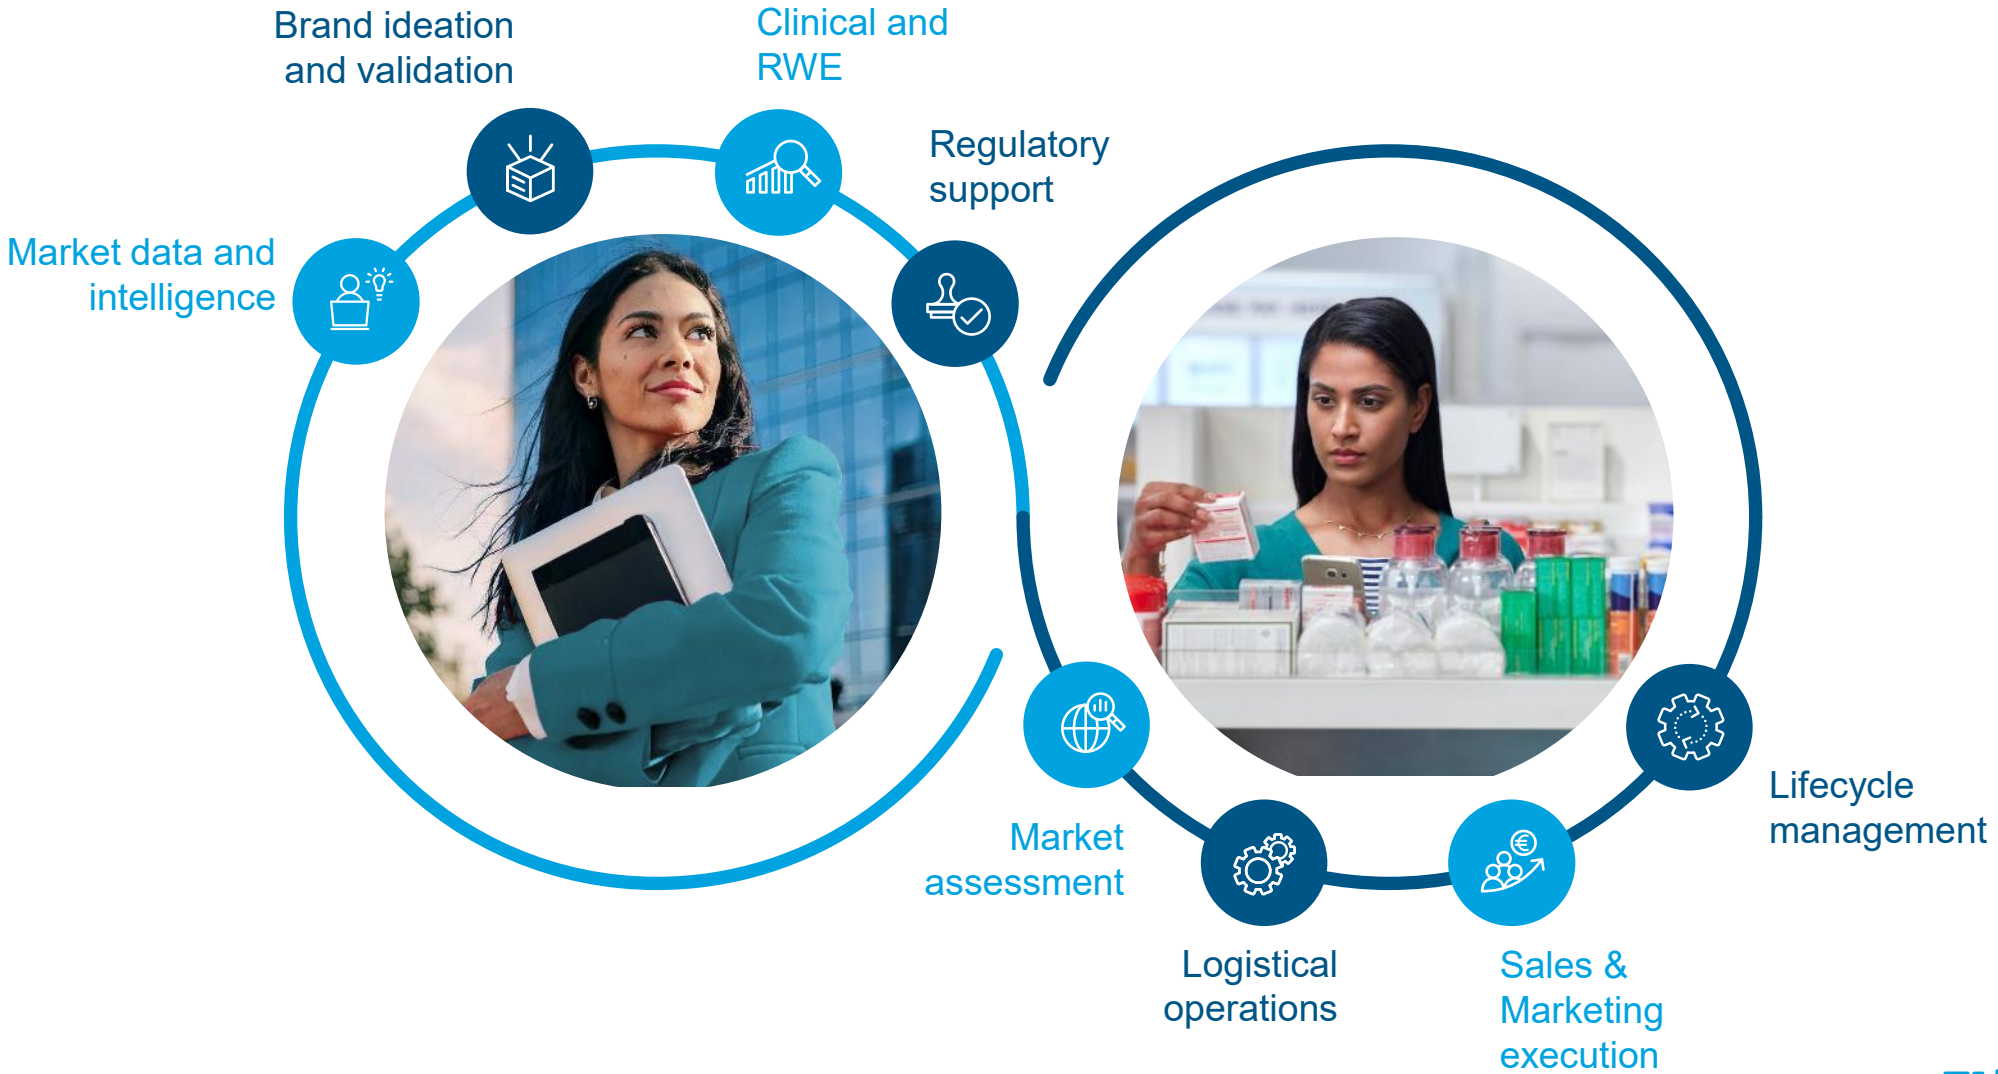 Brand ideation
and validation
Clinical and
RWE
Regulatory
support
Market data and
intelligence
Market
assessment
Logistical
operations
Sales &
Marketing
execution
Lifecycle
management